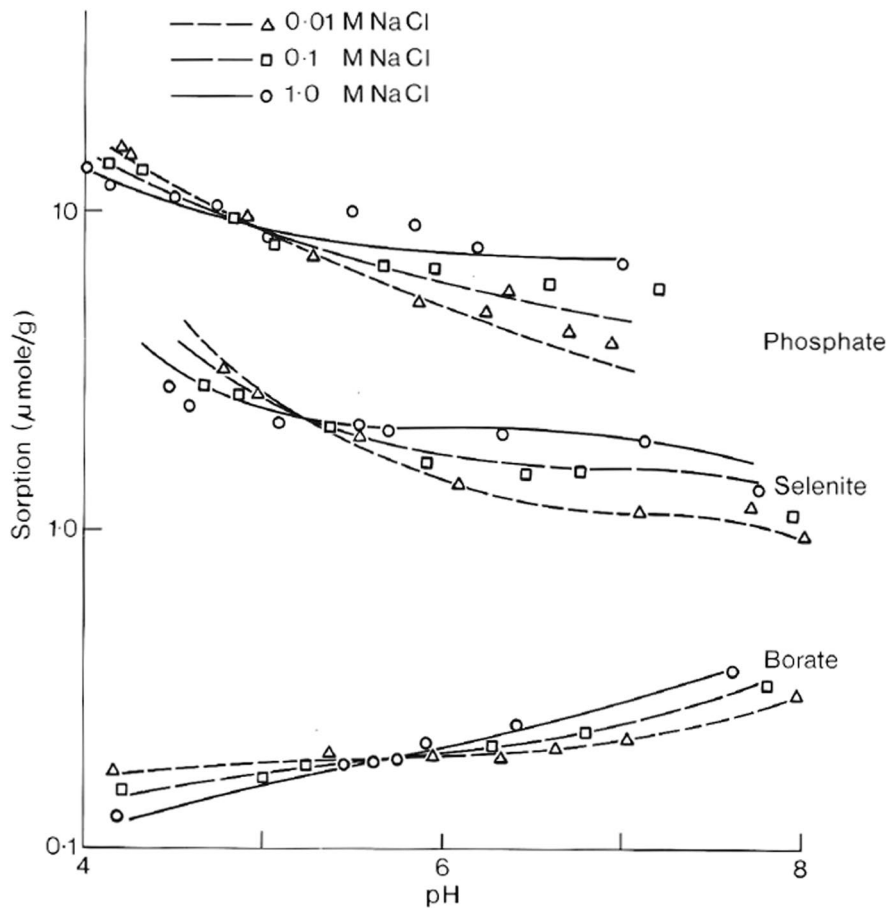 0·01 M NaCl
0·1 M NaCl
1·0 M NaCl
10
Phosphate
Sorption (μ mole/g)
Selenite
1·0
Borate
0·1
4
6
8
pH